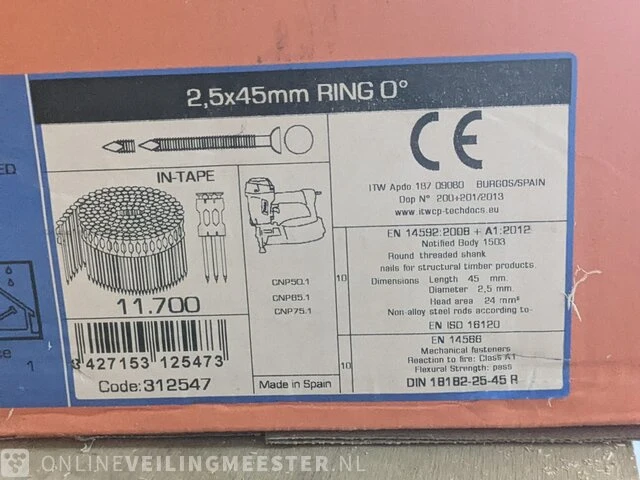 2,5x45mm RING 0°
IN-TAPE
11.700
3 427153 125473
Code:312547
CNP50.1
CNP65.1
CNP75.1
Made in Spain
CE
ITW Apdo 187 09080 BURGOS/SPAIN
Dop N° 200+201/2013
www.itwcp-techdocs.eu
10
EN 14592:2008 + A1:2012
Notified Body 1503
Round threaded shank
nails for structural timber products.
Dimensions Length 45 mm.
Diameter 2,5 mm.
Head area 24 mm²
Non-alloy steel rods according to
EN ISO 16120
10
EN 14566
Mechanical fasteners
Reaction to fire: Class A1
Flexural Strength: pass
DIN 18182-25-45 R
1
ONLINEVEILINGMEESTER.NL